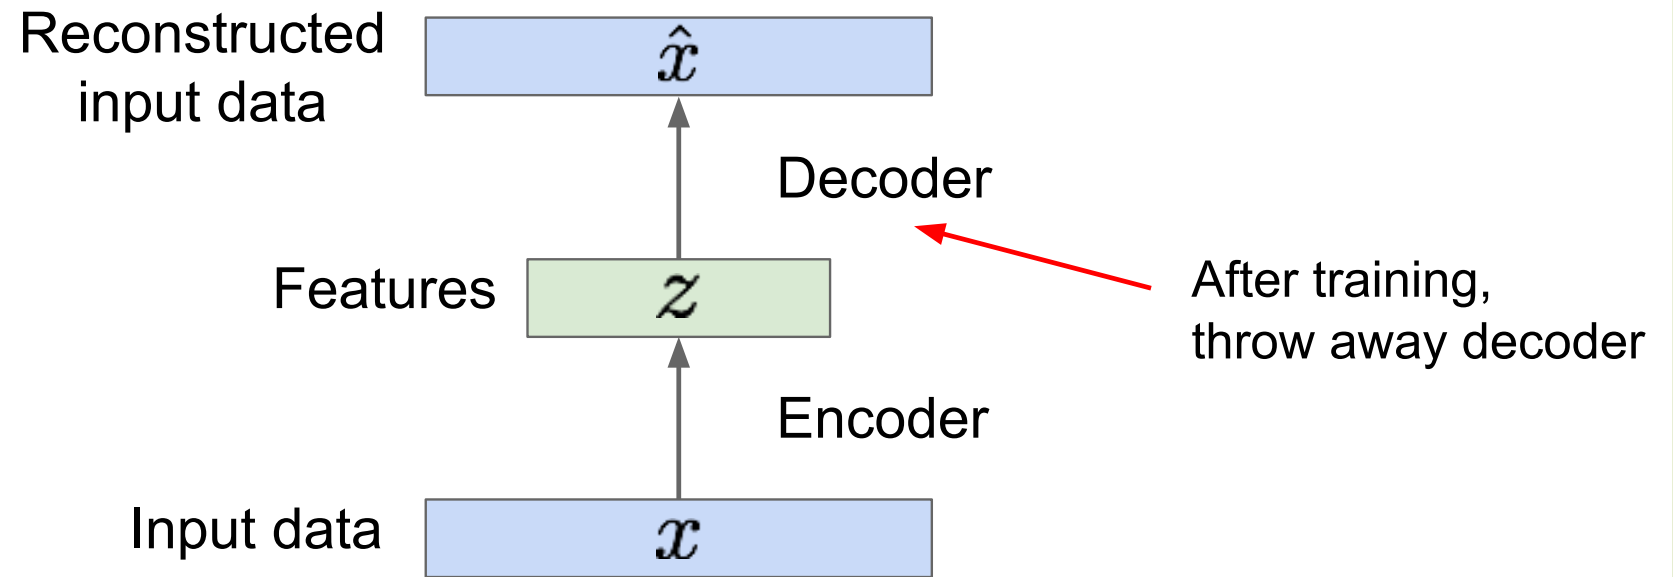 Reconstructed
input data
x̂
Decoder
Features
z
After training,
throw away decoder
Encoder
Input data
x